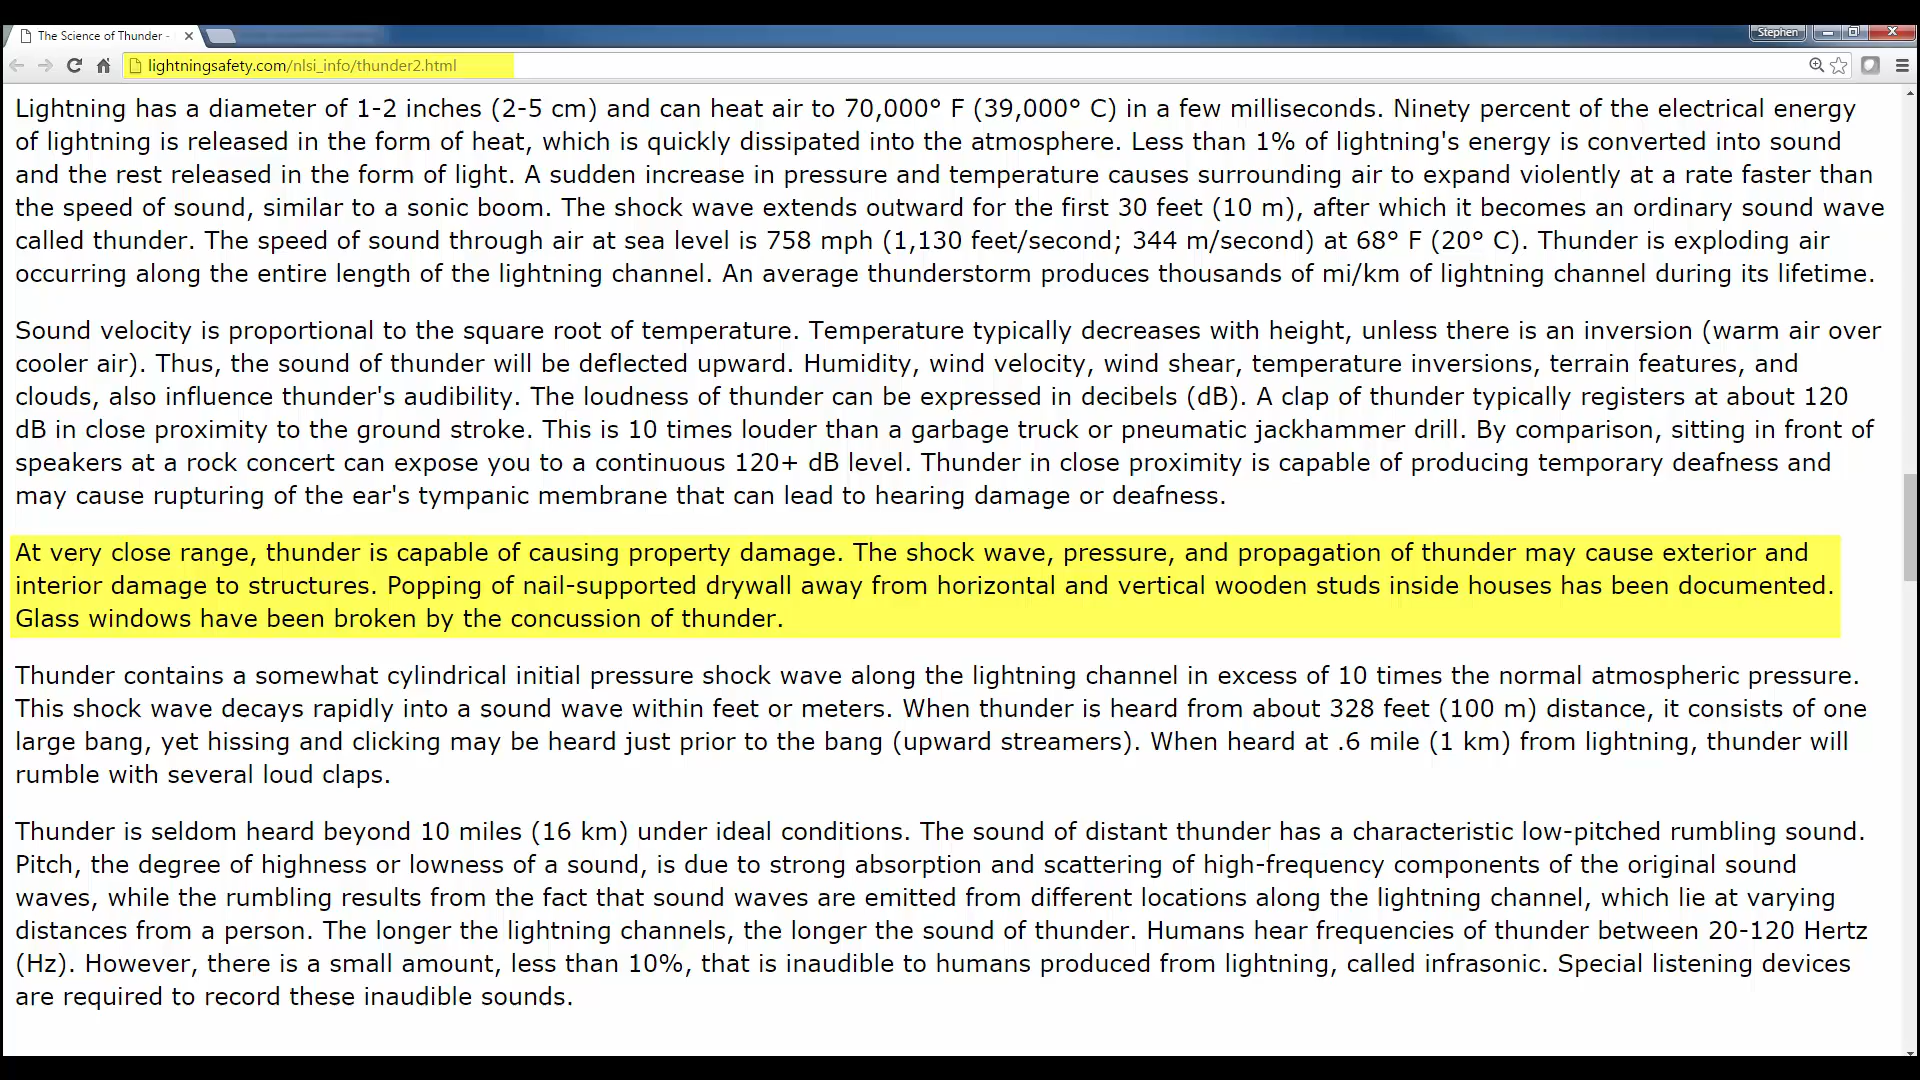 The Science of Thunder -
Stephen
lightningsafety.com/nlsi_info/thunder2.html
Lightning has a diameter of 1-2 inches (2-5 cm) and can heat air to 70,000° F (39,000° C) in a few milliseconds. Ninety percent of the electrical energy
of lightning is released in the form of heat, which is quickly dissipated into the atmosphere. Less than 1% of lightning's energy is converted into sound
and the rest released in the form of light. A sudden increase in pressure and temperature causes surrounding air to expand violently at a rate faster than
the speed of sound, similar to a sonic boom. The shock wave extends outward for the first 30 feet (10 m), after which it becomes an ordinary sound wave
called thunder. The speed of sound through air at sea level is 758 mph (1,130 feet/second; 344 m/second) at 68° F (20° C). Thunder is exploding air
occurring along the entire length of the lightning channel. An average thunderstorm produces thousands of mi/km of lightning channel during its lifetime.
Sound velocity is proportional to the square root of temperature. Temperature typically decreases with height, unless there is an inversion (warm air over
cooler air). Thus, the sound of thunder will be deflected upward. Humidity, wind velocity, wind shear, temperature inversions, terrain features, and
clouds, also influence thunder's audibility. The loudness of thunder can be expressed in decibels (dB). A clap of thunder typically registers at about 120
dB in close proximity to the ground stroke. This is 10 times louder than a garbage truck or pneumatic jackhammer drill. By comparison, sitting in front of
speakers at a rock concert can expose you to a continuous 120+ dB level. Thunder in close proximity is capable of producing temporary deafness and
may cause rupturing of the ear's tympanic membrane that can lead to hearing damage or deafness.
At very close range, thunder is capable of causing property damage. The shock wave, pressure, and propagation of thunder may cause exterior and
interior damage to structures. Popping of nail-supported drywall away from horizontal and vertical wooden studs inside houses has been documented.
Glass windows have been broken by the concussion of thunder.
Thunder contains a somewhat cylindrical initial pressure shock wave along the lightning channel in excess of 10 times the normal atmospheric pressure.
This shock wave decays rapidly into a sound wave within feet or meters. When thunder is heard from about 328 feet (100 m) distance, it consists of one
large bang, yet hissing and clicking may be heard just prior to the bang (upward streamers). When heard at .6 mile (1 km) from lightning, thunder will
rumble with several loud claps.
Thunder is seldom heard beyond 10 miles (16 km) under ideal conditions. The sound of distant thunder has a characteristic low-pitched rumbling sound.
Pitch, the degree of highness or lowness of a sound, is due to strong absorption and scattering of high-frequency components of the original sound
waves, while the rumbling results from the fact that sound waves are emitted from different locations along the lightning channel, which lie at varying
distances from a person. The longer the lightning channels, the longer the sound of thunder. Humans hear frequencies of thunder between 20-120 Hertz
(Hz). However, there is a small amount, less than 10%, that is inaudible to humans produced from lightning, called infrasonic. Special listening devices
are required to record these inaudible sounds.